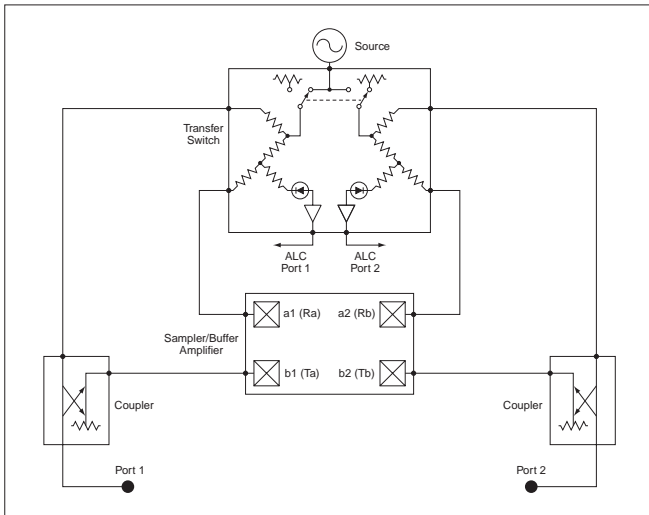 Source
Transfer
Switch
ALC
Port 1
ALC
Port 2
a1 (Ra)
a2 (Rb)
Sampler/Buffer
Amplifier
b1 (Ta)
b2 (Tb)
Coupler
Coupler
Port 1
Port 2